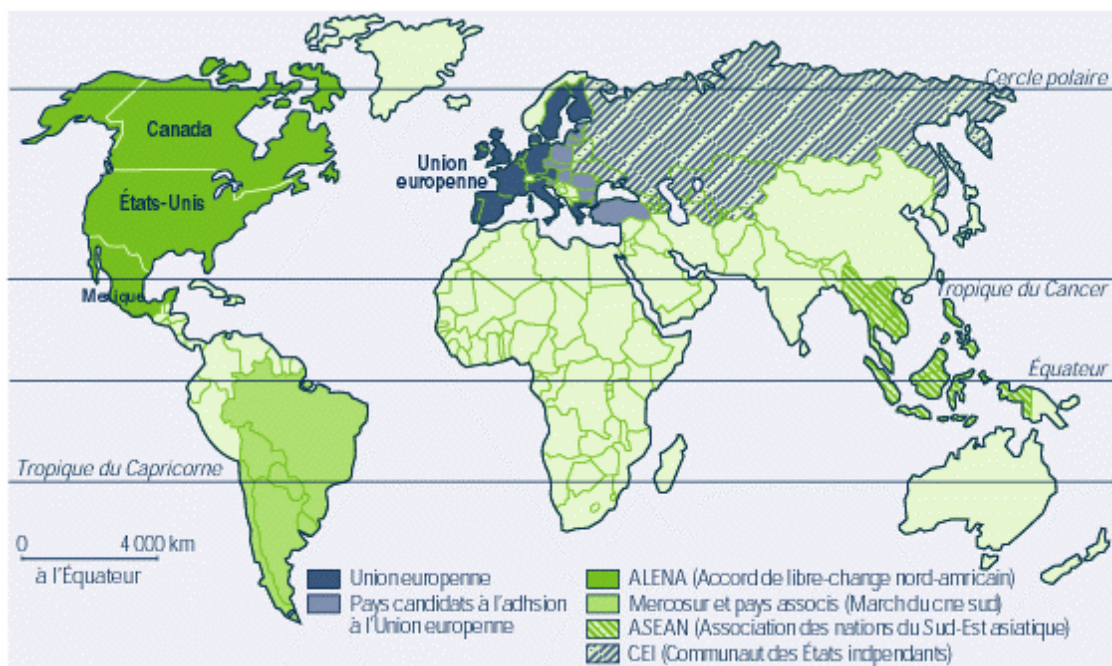 Cercle polaire
Canada
Union
europenne
États-Unis
Mexique
Tropique du Cancer
Équateur
Tropique du Capricorne
0 4 000 km
à l'Équateur
Union europenne
Pays candidats à l'adhsion
à l'Union europenne
ALENA (Accord de libre-change nord-amricain)
Mercosur et pays associs (March du cne sud)
ASEAN (Association des nations du Sud-Est asiatique)
CEI (Communaut des États indpendants)